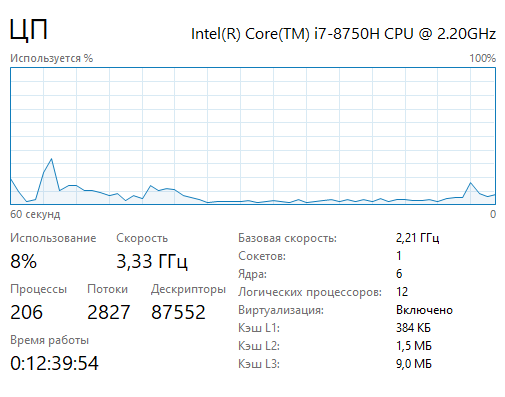 ЦП Intel(R) Core(TM) i7-8750H CPU @ 2.20GHz
Используется % 100%
60 секунд 0
Использование Скорость
8% 3,33 ГГц
Процессы Потоки Дескрипторы
206 2827 87552
Время работы
0:12:39:54
Базовая скорость: 2,21 ГГц
Сокетов: 1
Ядра: 6
Логических процессоров: 12
Виртуализация: Включено
Кэш L1: 384 КБ
Кэш L2: 1,5 МБ
Кэш L3: 9,0 МБ